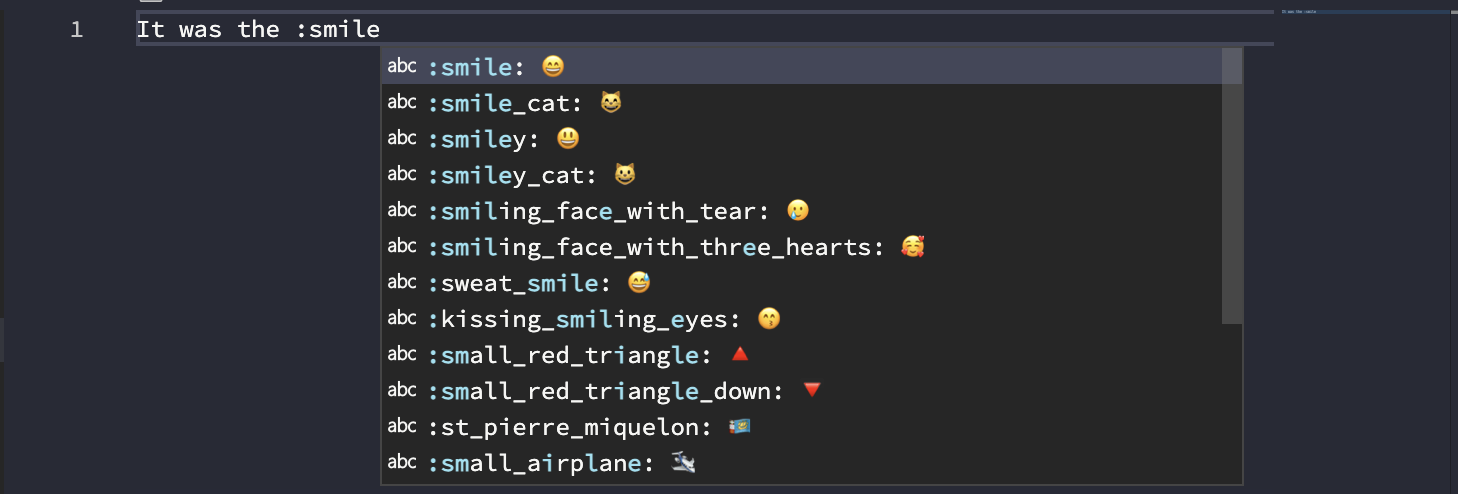 1 It was the :smile
abc :smile: 😄
abc :smile_cat: 😸
abc :smiley: 😃
abc :smiley_cat: 😺
abc :smiling_face_with_tear: 🥲
abc :smiling_face_with_three_hearts: 🥰
abc :sweat_smile: 😅
abc :kissing_smiling_eyes: 😙
abc :small_red_triangle: 🔺
abc :small_red_triangle_down: 🔻
abc :st_pierre_miquelon: 🇵🇲
abc :small_airplane: 🛩